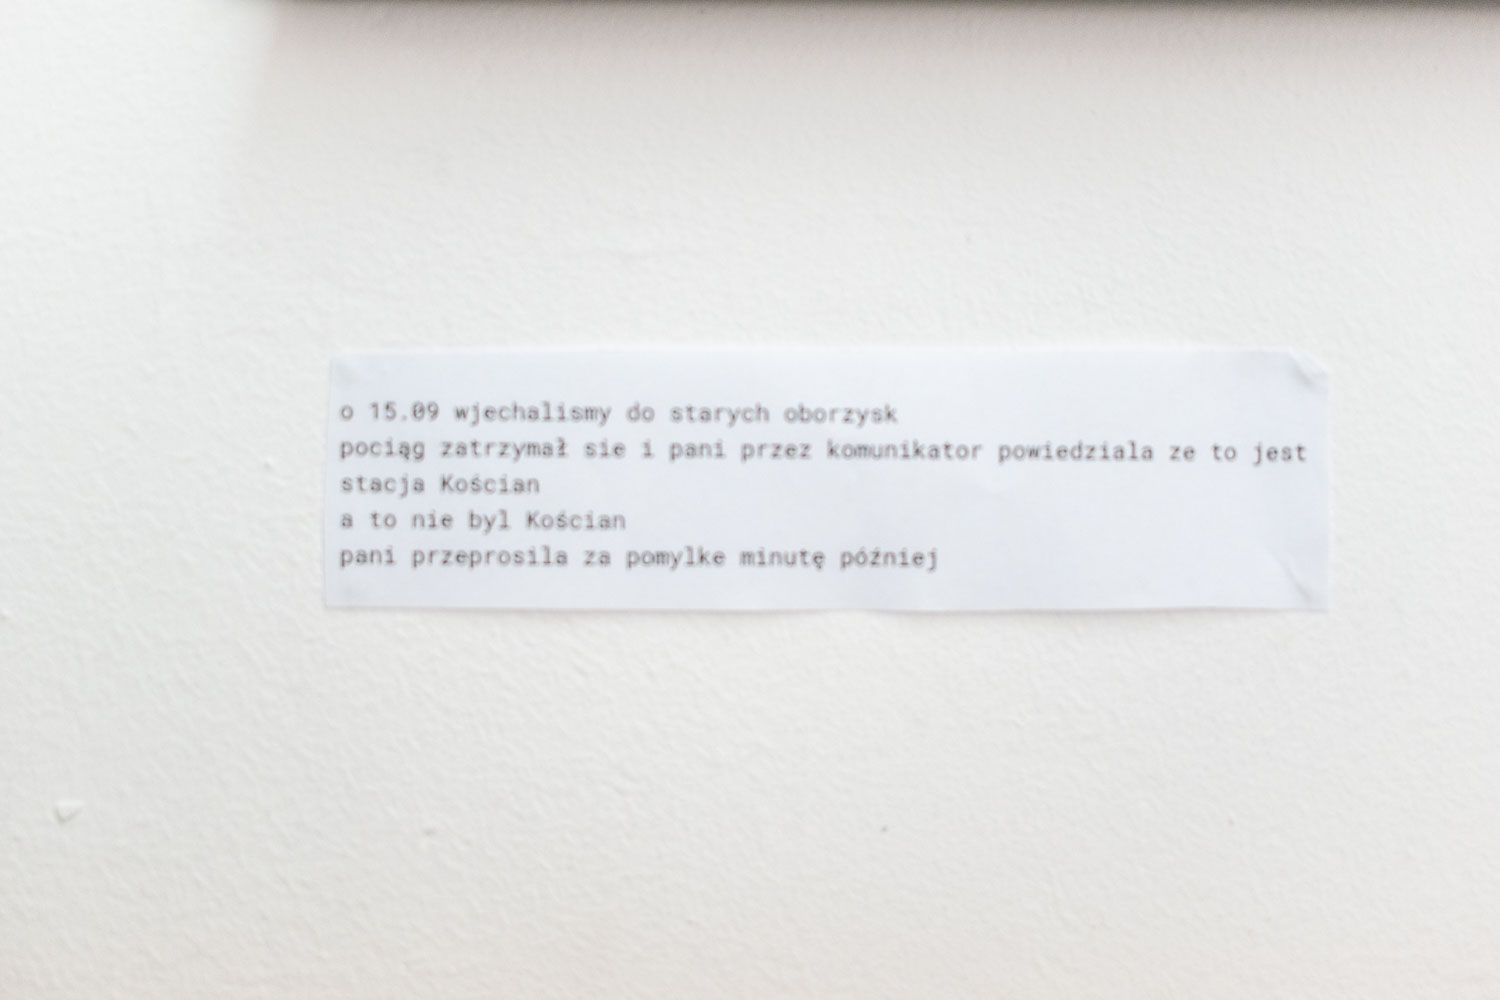 o 15.09 wjechalismy do starych oborzysk
pociąg zatrzymał sie i pani przez komunikator powiedziala ze to jest
stacja Kościan
a to nie byl Kościan
pani przeprosila za pomylke minutę później